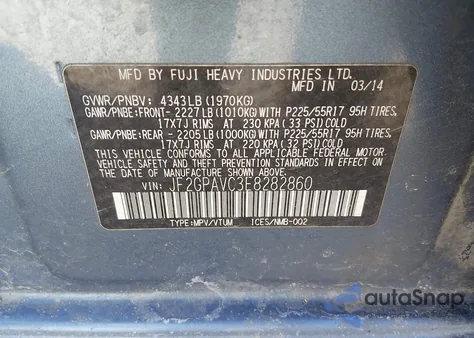 MFD BY FUJI HEAVY INDUSTRIES LTD.
MFD IN 03/14
GVWR/PNBV: 4343LB (1970KG)
GAWR/PNBE:FRONT- 2227LB (1010KG)WITH P225/55R17 95H TIRES,
17X7J RIMS AT 230 KPA (33 PSI)COLD
GAWR/PNBE:REAR - 2205LB (1000KG)WITH P225/55R17 95H TIRES,
17X7J RIMS AT 220 KPA (32 PSI)COLD
THIS VEHICLE CONFORMS TO ALL APPLICABLE FEDERAL MOTOR
VEHICLE SAFETY AND THEFT PREVENTION STANDARDS IN EFFECT
ON THE DATE OF MANUFACTURE SHOWN ABOVE.
VIN: JF2GPAVC3E8282860
TYPE:MPV/VTUM ICES/NMB-002
autoSnap